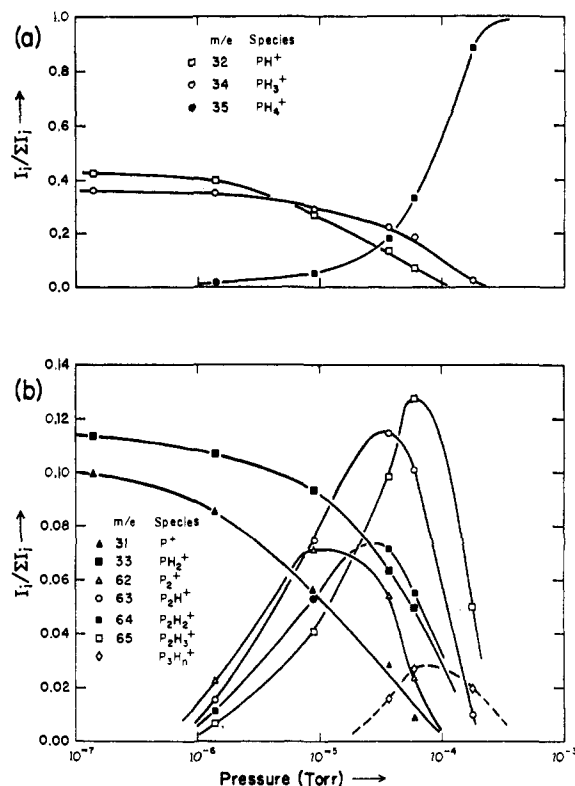 (a)
I_i/ΣI_j →
1.0
0.8
0.6
0.4
0.2
0.0
m/e Species
□ 32 PH⁺
○ 34 PH₃⁺
● 35 PH₄⁺
(b)
I_i/ΣI_j →
0.14
0.12
0.10
0.08
0.06
0.04
0.02
0.00
m/e Species
▲ 31 P⁺
■ 33 PH₂⁺
△ 62 P₂⁺
○ 63 P₂H⁺
● 64 P₂H₂⁺
□ 65 P₂H₃⁺
◇ P₃Hₙ⁺
10⁻⁷ 10⁻⁶ 10⁻⁵ 10⁻⁴ 10⁻³
Pressure (Torr) →